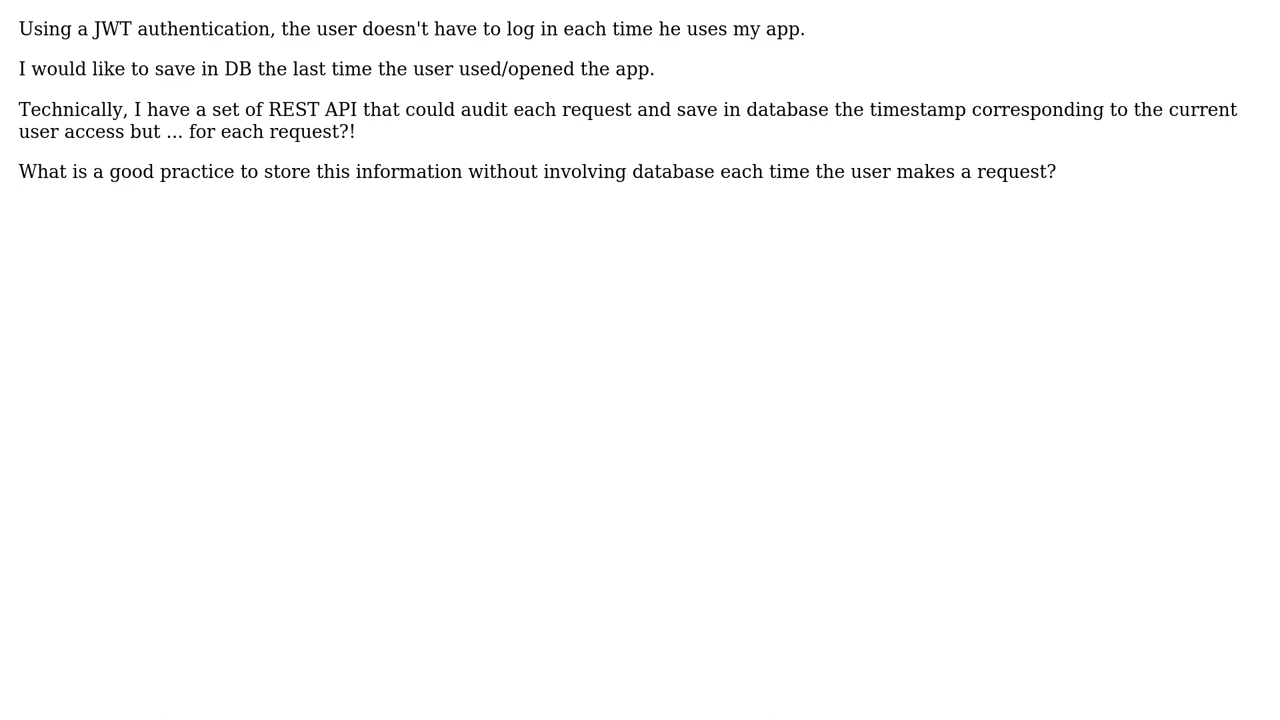 Using a JWT authentication, the user doesn't have to log in each time he uses my app.
I would like to save in DB the last time the user used/opened the app.
Technically, I have a set of REST API that could audit each request and save in database the timestamp corresponding to the current
user access but ... for each request?!
What is a good practice to store this information without involving database each time the user makes a request?